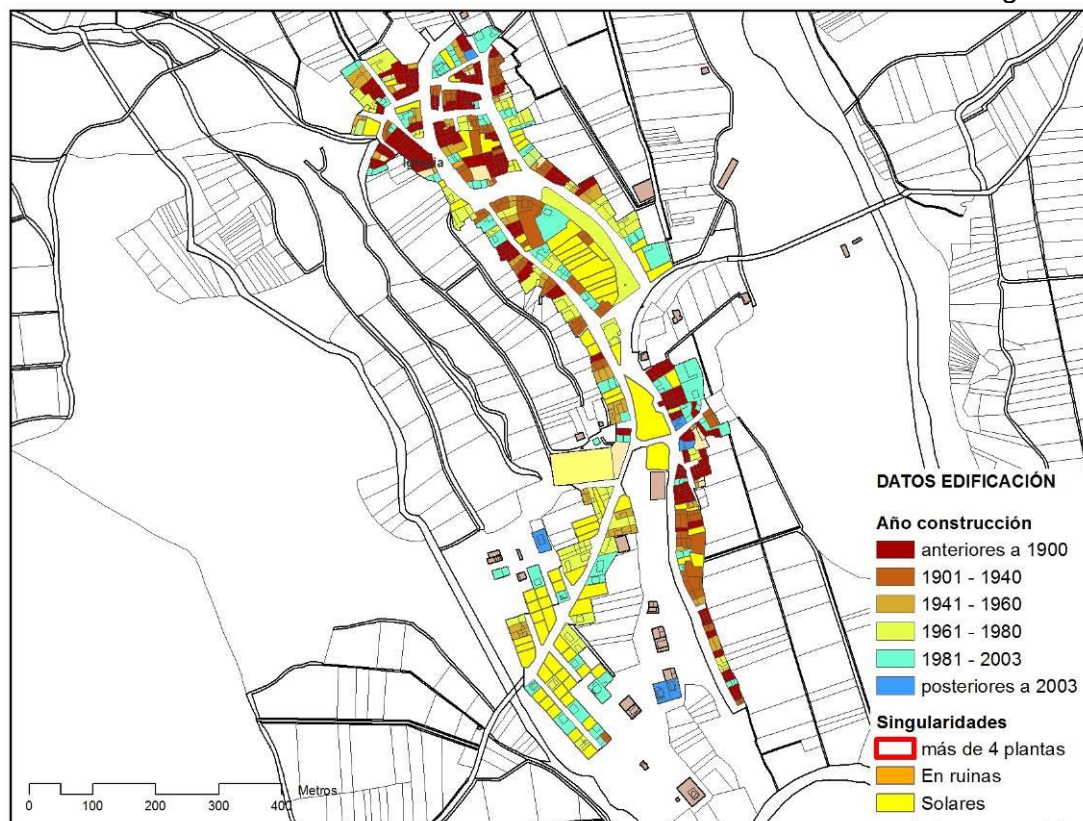 Iglesia
DATOS EDIFICACIÓN
Año construcción
anteriores a 1900
1901 - 1940
1941 - 1960
1961 - 1980
1981 - 2003
posteriores a 2003
Singularidades
más de 4 plantas
En ruinas
Solares
Metros
0 100 200 300 400